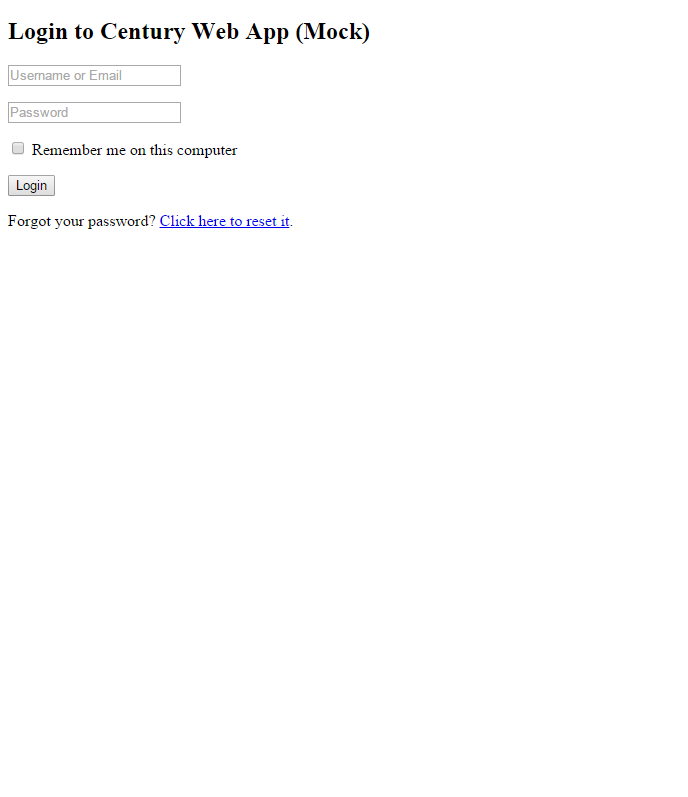 Login to Century Web App (Mock)
Username or Email
Password
Remember me on this computer
Login
Forgot your password? Click here to reset it.